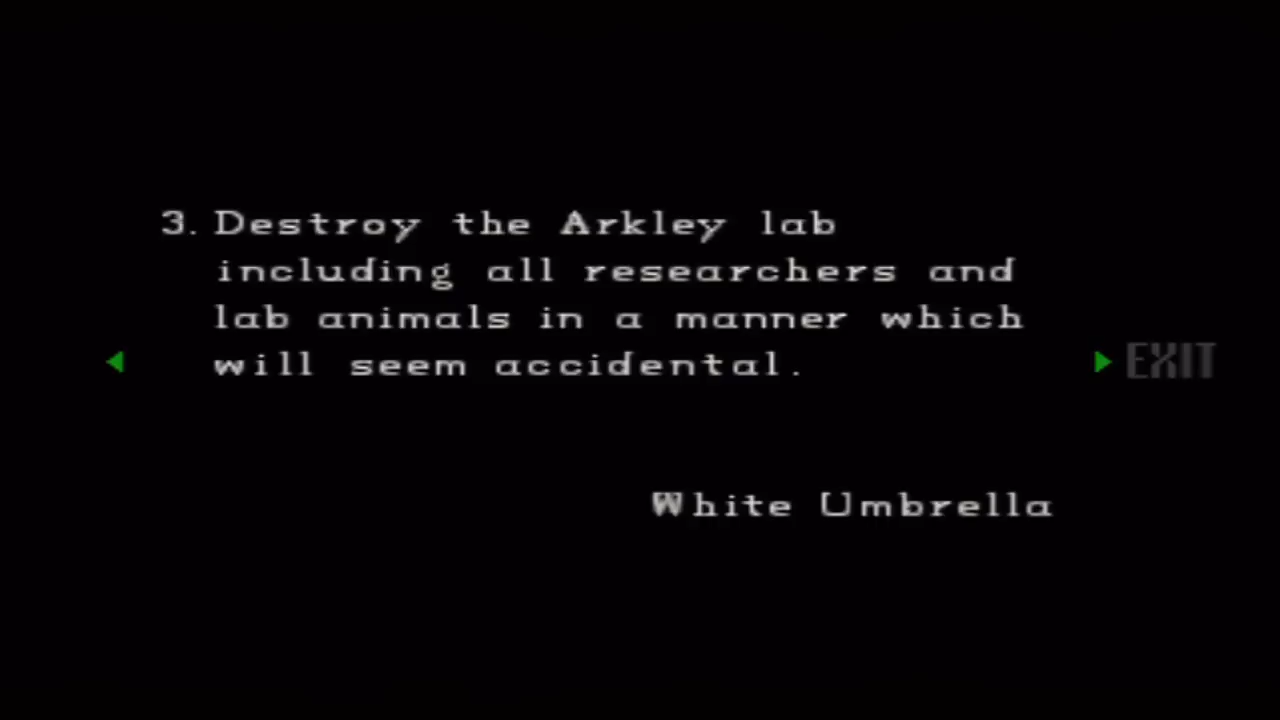 3. Destroy the Arkley lab
including all researchers and
lab animals in a manner which
will seem accidental.
EXIT
White Umbrella